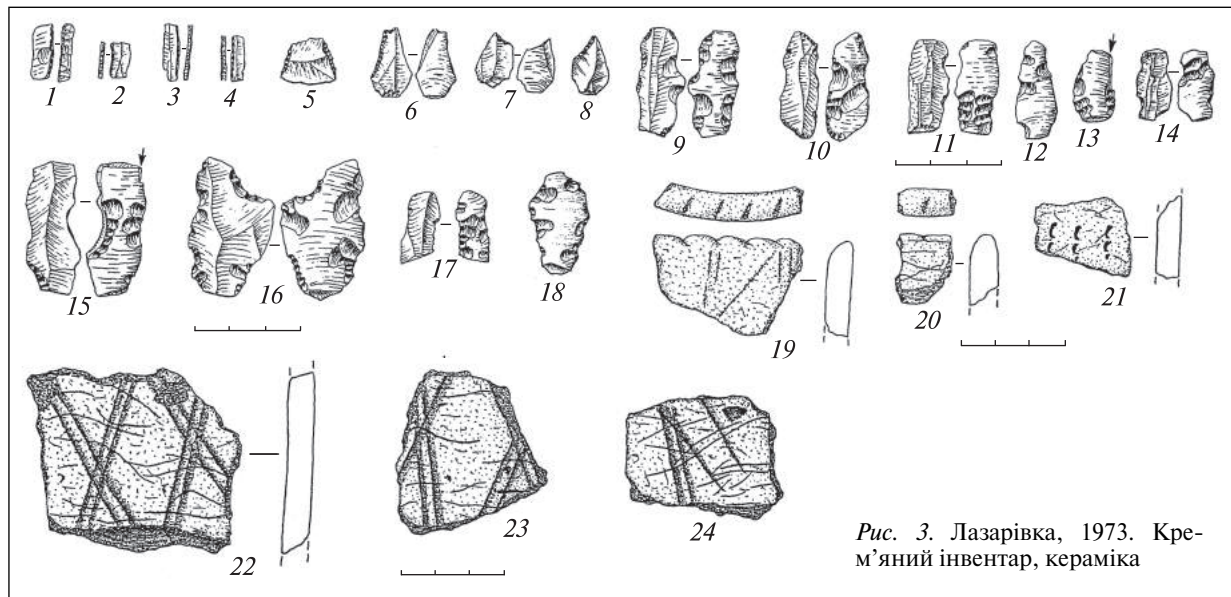 1 2 3 4 5 6 7 8 9 10 11 12 13 14
15 16 17 18 19 20 21
22 23 24
Рис. 3. Лазарівка, 1973. Кре-
м’яний інвентар, кераміка